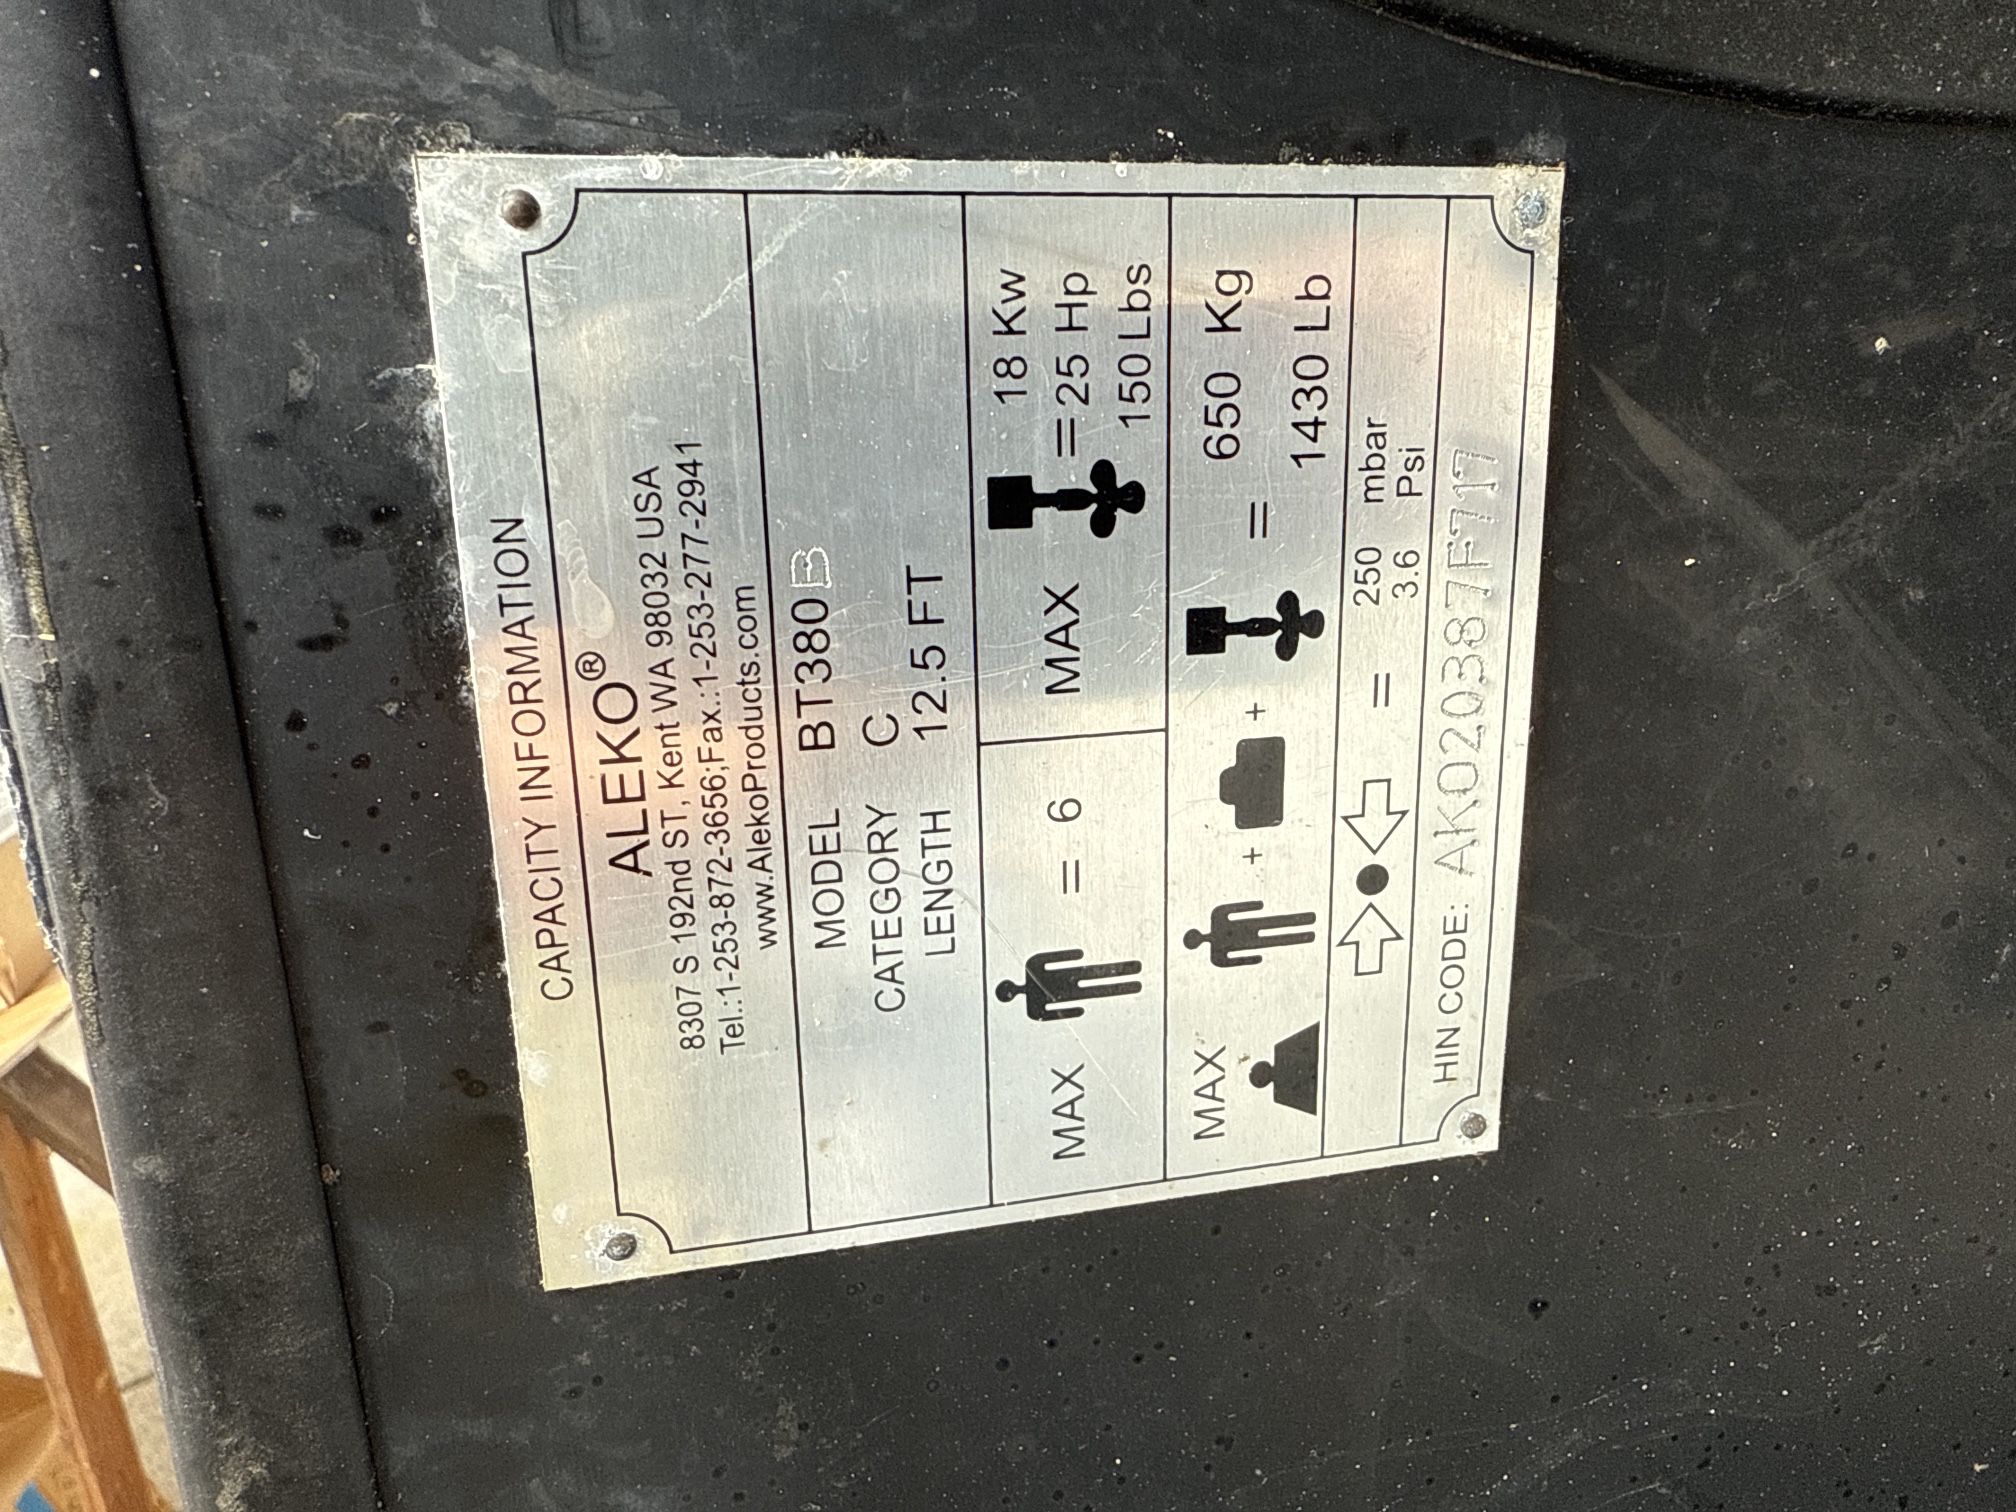 CAPACITY INFORMATION
ALEKO®
8307 S 192nd ST, Kent WA 98032 USA
Tel.:1-253-872-3656;Fax.:1-253-277-2941
www.AlekoProducts.com
MODEL BT380B
CATEGORY C
LENGTH 12.5 FT
MAX = 6
MAX = 18 Kw
25 Hp
150 Lbs
MAX + + = 650 Kg
1430 Lb
= 250 mbar
3.6 Psi
HIN CODE: AK020387F717